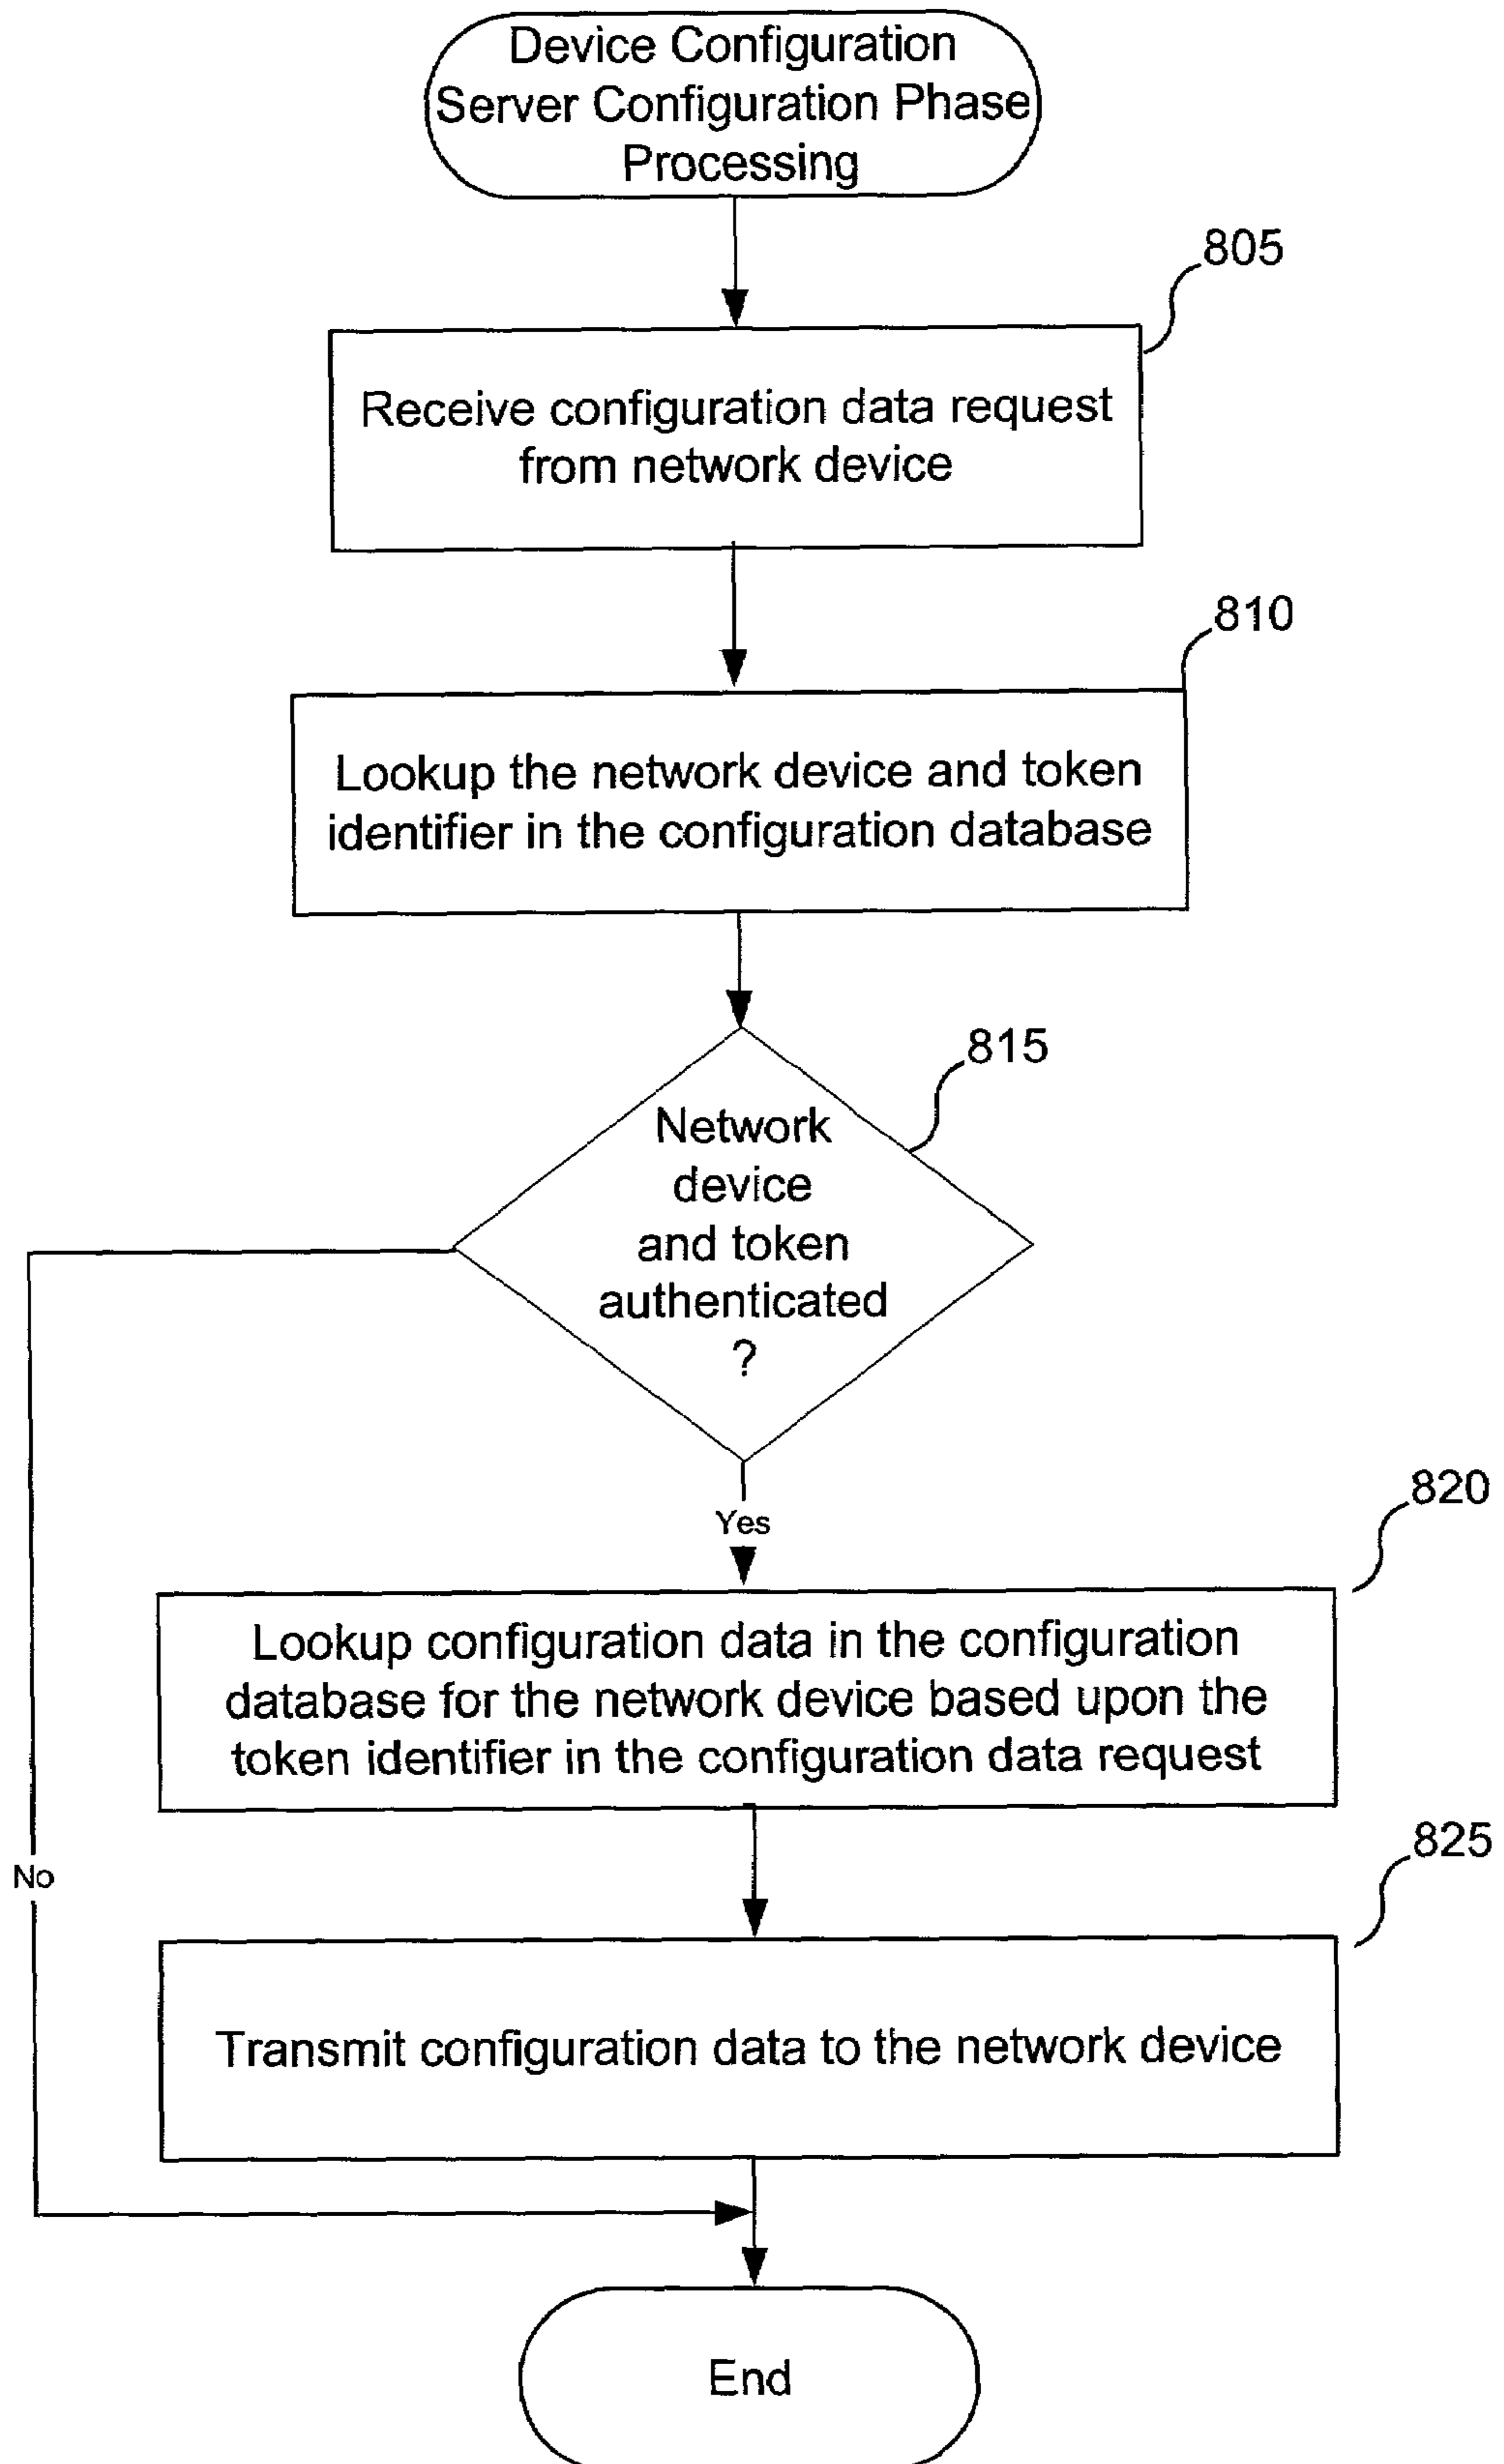 Device Configuration
Server Configuration Phase
Processing
805
Receive configuration data request
from network device
810
Lookup the network device and token
identifier in the configuration database
815
Network
device
and token
authenticated
?
Yes
820
Lookup configuration data in the configuration
database for the network device based upon the
token identifier in the configuration data request
825
No
Transmit configuration data to the network device
End